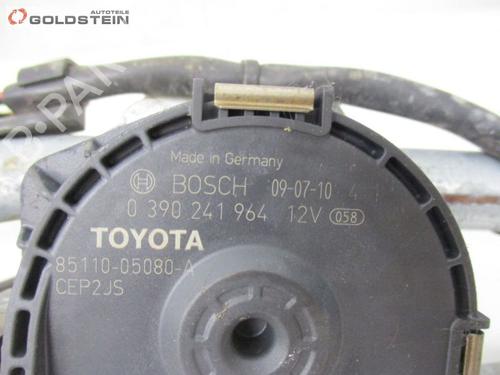 AUTOTEILE
GOLDSTEIN
Made in Germany
BOSCH 09-07-10 4
0 390 241 964 12V 058
TOYOTA
85110-05080-A
CEP2JS